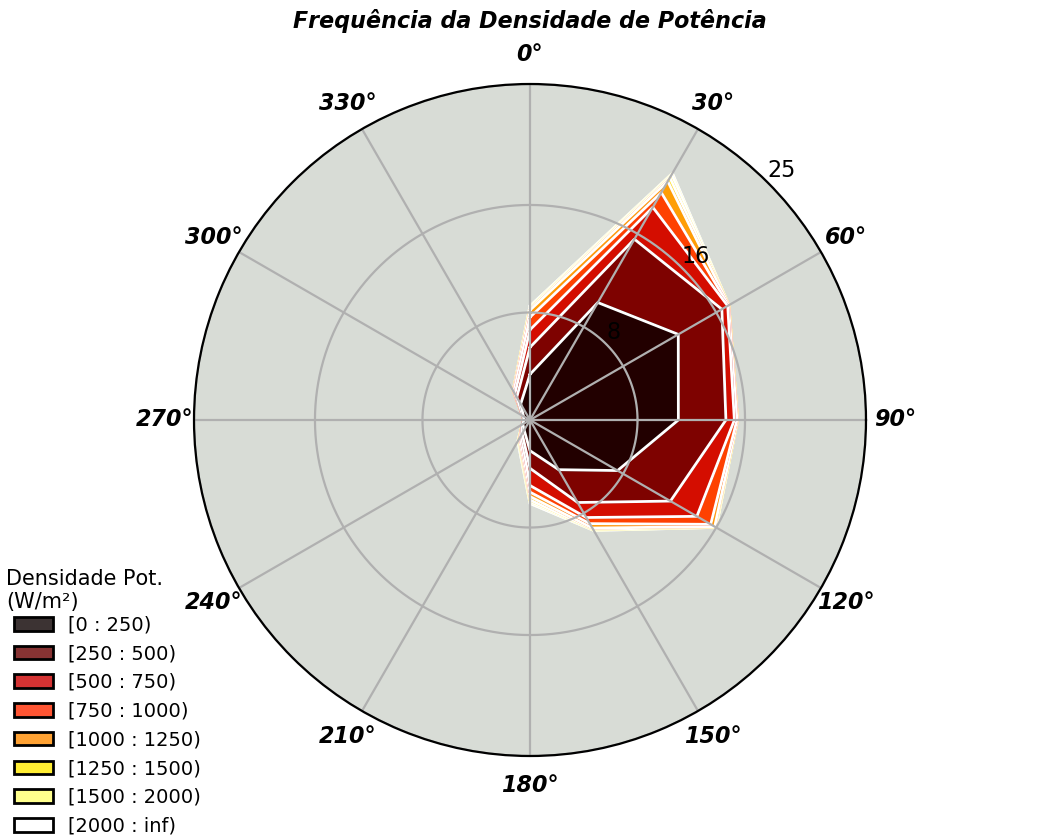 Frequência da Densidade de Potência
0°
330°
30°
25
300°
60°
16
8
270°
90°
240°
120°
210°
150°
180°
Densidade Pot.
(W/m²)
[0 : 250)
[250 : 500)
[500 : 750)
[750 : 1000)
[1000 : 1250)
[1250 : 1500)
[1500 : 2000)
[2000 : inf)